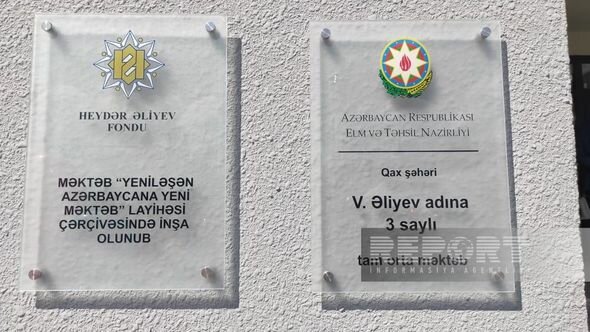 HEYDƏR ƏLİYEV
FONDU
MƏKTƏB “YENİLƏŞƏN
AZƏRBAYCANA YENİ
MƏKTƏB” LAYİHƏSİ
ÇƏRÇİVƏSİNDƏ İNŞA
OLUNUB
AZƏRBAYCAN RESPUBLİKASI
ELM VƏ TƏHSİL NAZİRLİYİ
Qax şəhəri
V. Əliyev adına
3 saylı
tam orta məktəb
REPORT
İNFORMASİYA AGENTLİYİ